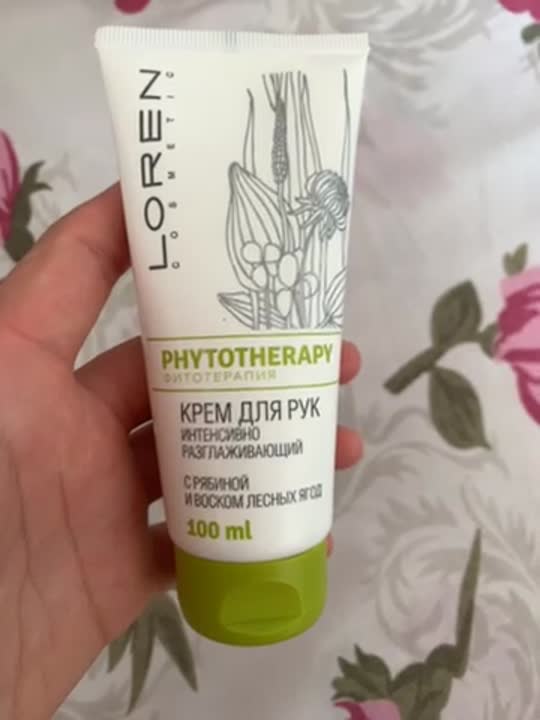 LOREN
COSMETIC
PHYTOTHERAPY
ФИТОТЕРАПИЯ
КРЕМ ДЛЯ РУК
ИНТЕНСИВНО
РАЗГЛАЖИВАЮЩИЙ
С РЯБИНОЙ
И ВОСКОМ ЛЕСНЫХ ЯГОД
100 ml